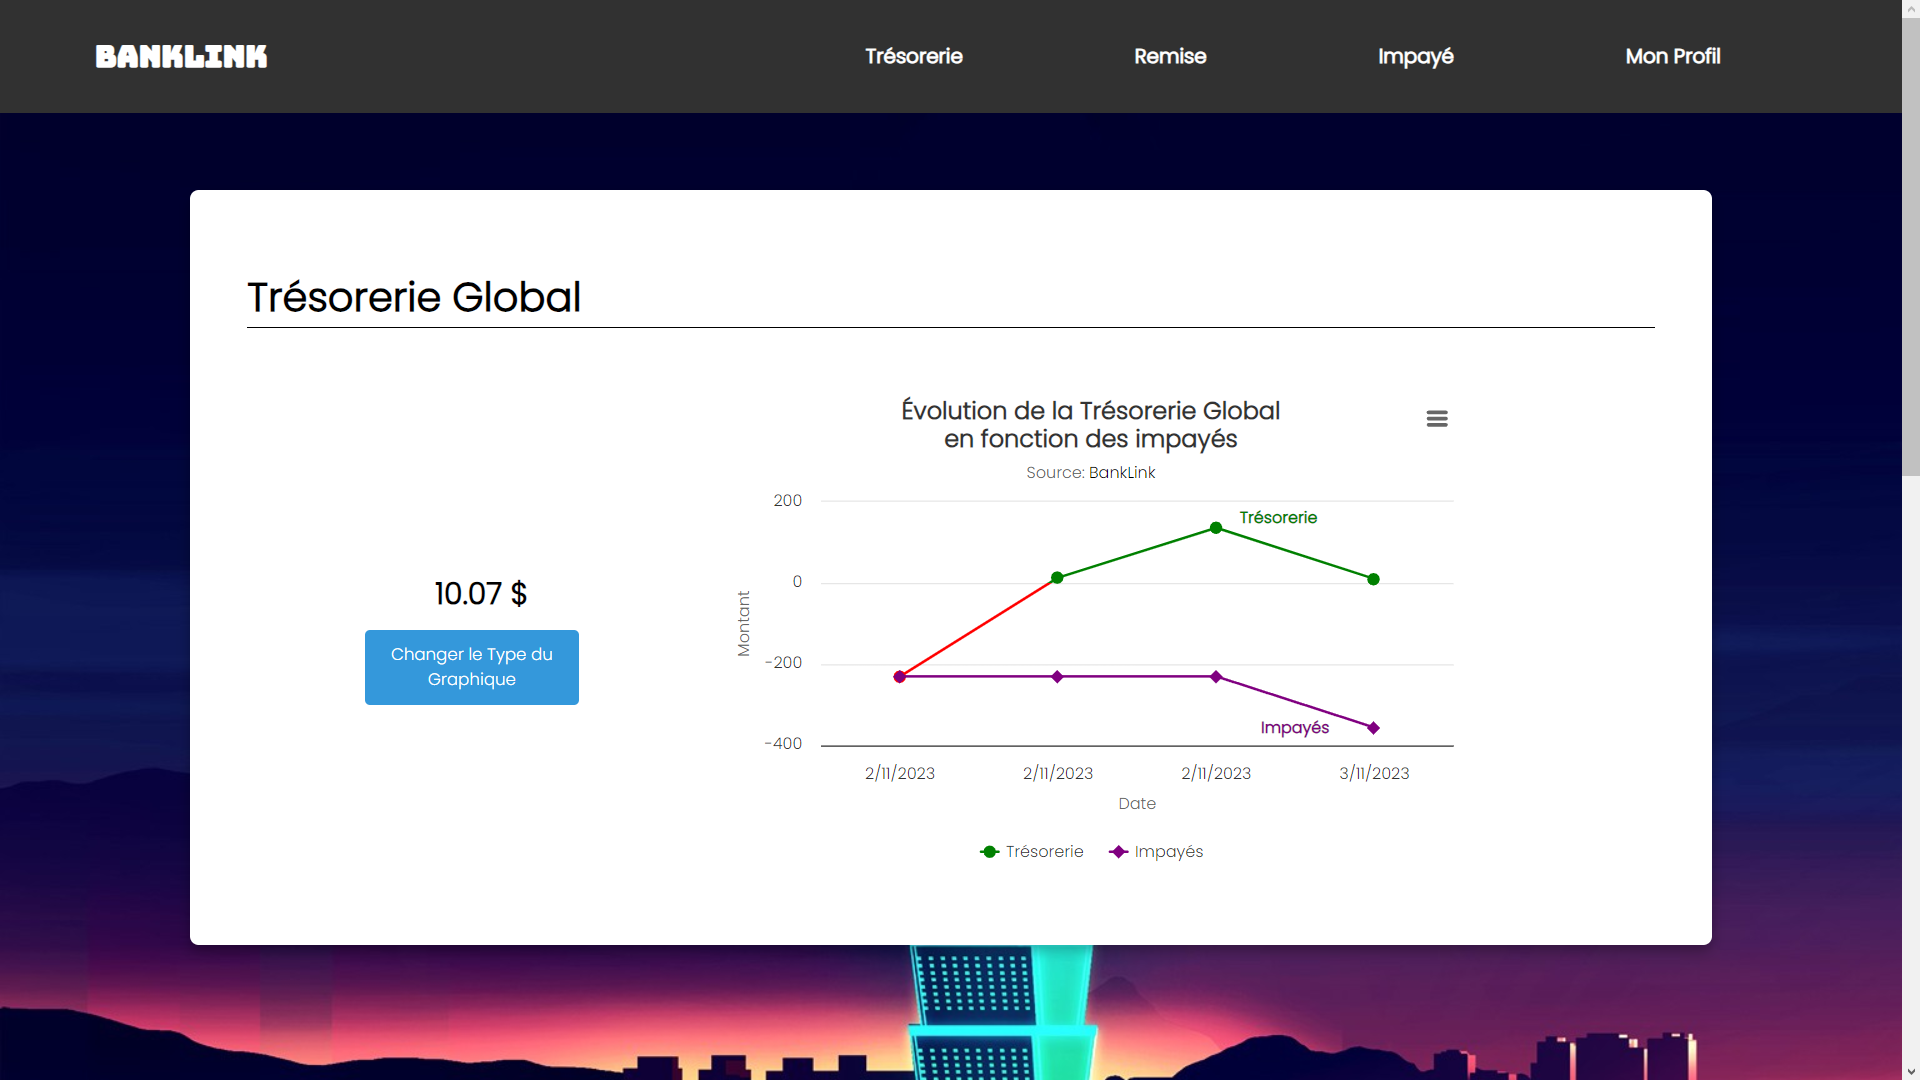 BANKLINK
Trésorerie
Remise
Impayé
Mon Profil
Trésorerie Global
10.07 $
Changer le Type du
Graphique
Évolution de la Trésorerie Global
en fonction des impayés
Source: BankLink
Montant
200
0
-200
-400
Trésorerie
Impayés
2/11/2023
2/11/2023
2/11/2023
3/11/2023
Date
Trésorerie
Impayés